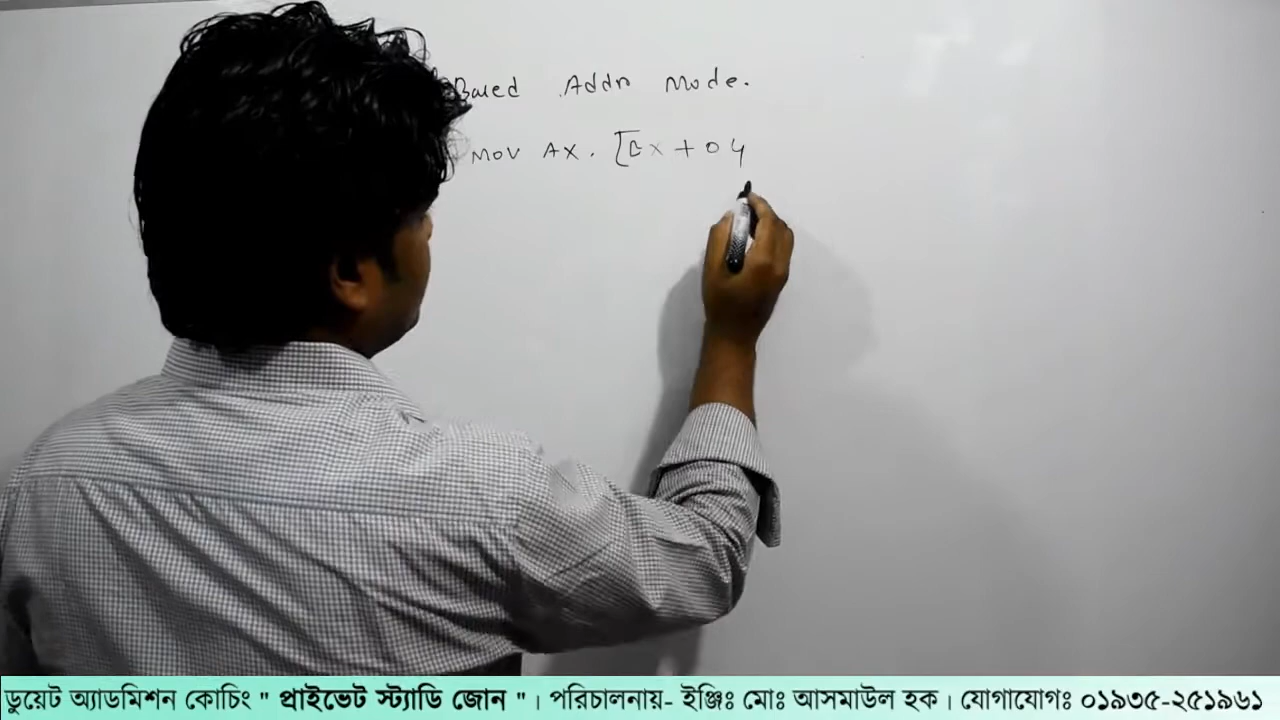 Based Addr Mode.
MOV AX. [BX + 04
ডুয়েট অ্যাডমিশন কোচিং " প্রাইভেট স্ট্যাডি জোন "। পরিচালনায়- ইঞ্জিঃ মোঃ আসমাউল হক। যোগাযোগঃ ০১৯৩৫-২৫১৯৬১